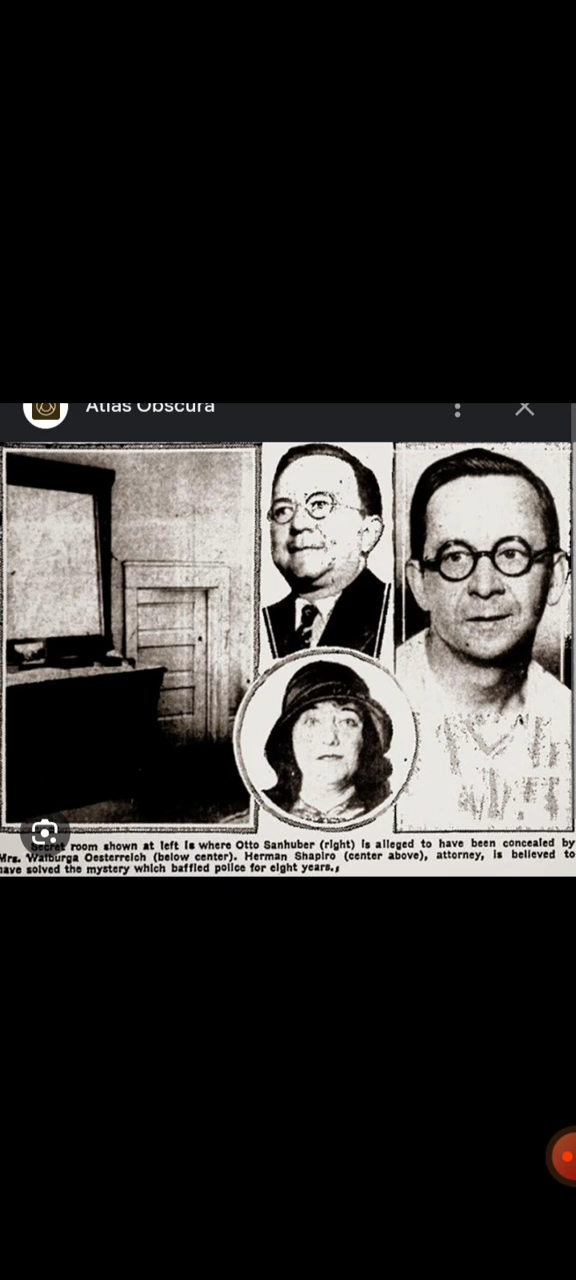 Atlas Obscura
Secret room shown at left is where Otto Sanhuber (right) is alleged to have been concealed by
Mrs. Walburga Oesterreich (below center). Herman Shapiro (center above), attorney, is believed to
have solved the mystery which baffled police for eight years.,